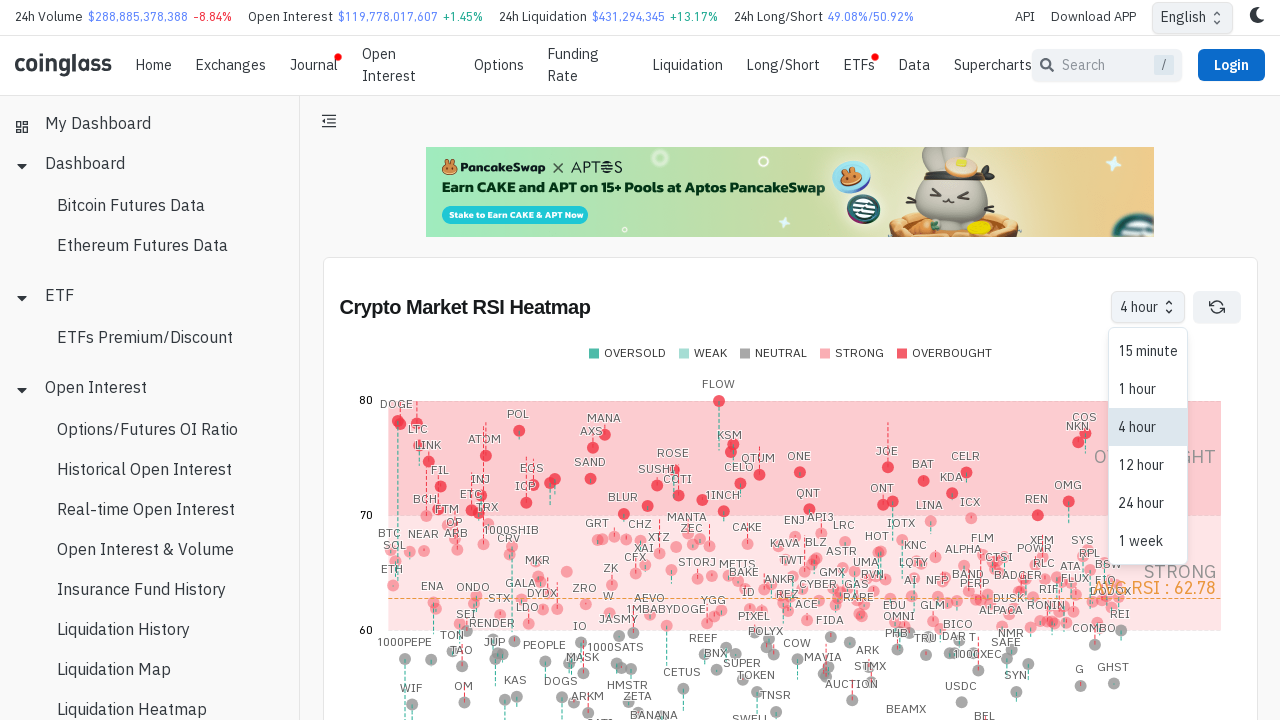 24h Volume $288,885,378,388 -8.84% Open Interest $119,778,017,607 +1.45% 24h Liquidation $431,294,345 +13.17% 24h Long/Short 49.08%/50.92% API Download APP English
coinglass Home Exchanges Journal Open Interest Options Funding Rate Liquidation Long/Short ETFs Data Supercharts Search / Login
My Dashboard
Dashboard
Bitcoin Futures Data
Ethereum Futures Data
ETF
ETFs Premium/Discount
Open Interest
Options/Futures OI Ratio
Historical Open Interest
Real-time Open Interest
Open Interest & Volume
Insurance Fund History
Liquidation History
Liquidation Map
Liquidation Heatmap
PancakeSwap × APTOS
Earn CAKE and APT on 15+ Pools at Aptos PancakeSwap
Stake to Earn CAKE & APT Now
Crypto Market RSI Heatmap
4 hour
15 minute
1 hour
4 hour
12 hour
24 hour
1 week
OVERSOLD WEAK NEUTRAL STRONG OVERBOUGHT
80
70
60
FLOW
DOGE
POL
MANA
COS
LTC
AXS
NKN
LINK
ATOM
KSM
JOE
ROSE
QTUM
ONE
CELR
FIL
EOS
SAND
SUSHI
CELO
BAT
INJ
ICP
CTSI
KDA
OMG
BCH
ETC
BLUR
1INCH
QNT
ONT
REN
FTM
TRX
LINA
ICX
OP
GRT
CHZ
MANTA
ENJ
API3
IOTX
BTC
NEAR
ARB
1000SHIB
ZEC
CAKE
LRC
SOL
CRV
XTZ
KAVA
BLZ
HOT
FLM
XEM
SYS
XAI
KNC
ALPHA
POWR
RPL
ETH
MKR
CFX
STORJ
METIS
TWT
ASTR
UMA
LQTY
CTSI
RLC
ATA
BSW
ZK
BAKE
ANKR
GMX
RVN
BAND
BADGER
FLUX
ENA
ONDO
GALA
ZRO
CYBER
GAS
AI
NFP
PERP
RIF
FIO
STX
DYDX
W
AEVO
YGG
ID
REZ
RARE
DUSK
DODOX
SEI
LDO
1MBABYDOGE
ACE
EDU
GLM
ALPACA
RONIN
REI
RENDER
JASMY
PIXEL
FIDA
OMNI
BICO
COMBO
TON
IO
POLYX
PHB
NMR
1000PEPE
JUP
PEOPLE
1000SATS
REEF
COW
TRU
DAR
T
SAFE
TAO
MASK
BNX
SUPER
MAVIA
ARK
1000XEC
WIF
OM
KAS
DOGS
HMSTR
CETUS
TOKEN
STMX
SYN
G
GHST
ARKM
ZETA
TNSR
AUCTION
USDC
BANANA
SWELL
BEAMX
BEL
STRONG
RSI : 62.78